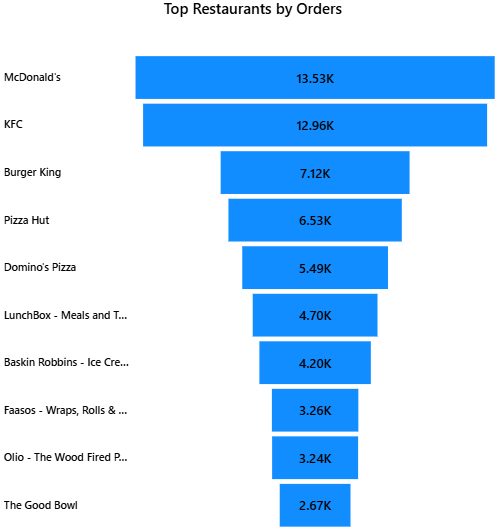 Top Restaurants by Orders
McDonald's 13.53K
KFC 12.96K
Burger King 7.12K
Pizza Hut 6.53K
Domino's Pizza 5.49K
LunchBox - Meals and T... 4.70K
Baskin Robbins - Ice Cre... 4.20K
Faasos - Wraps, Rolls & ... 3.26K
Olio - The Wood Fired P... 3.24K
The Good Bowl 2.67K